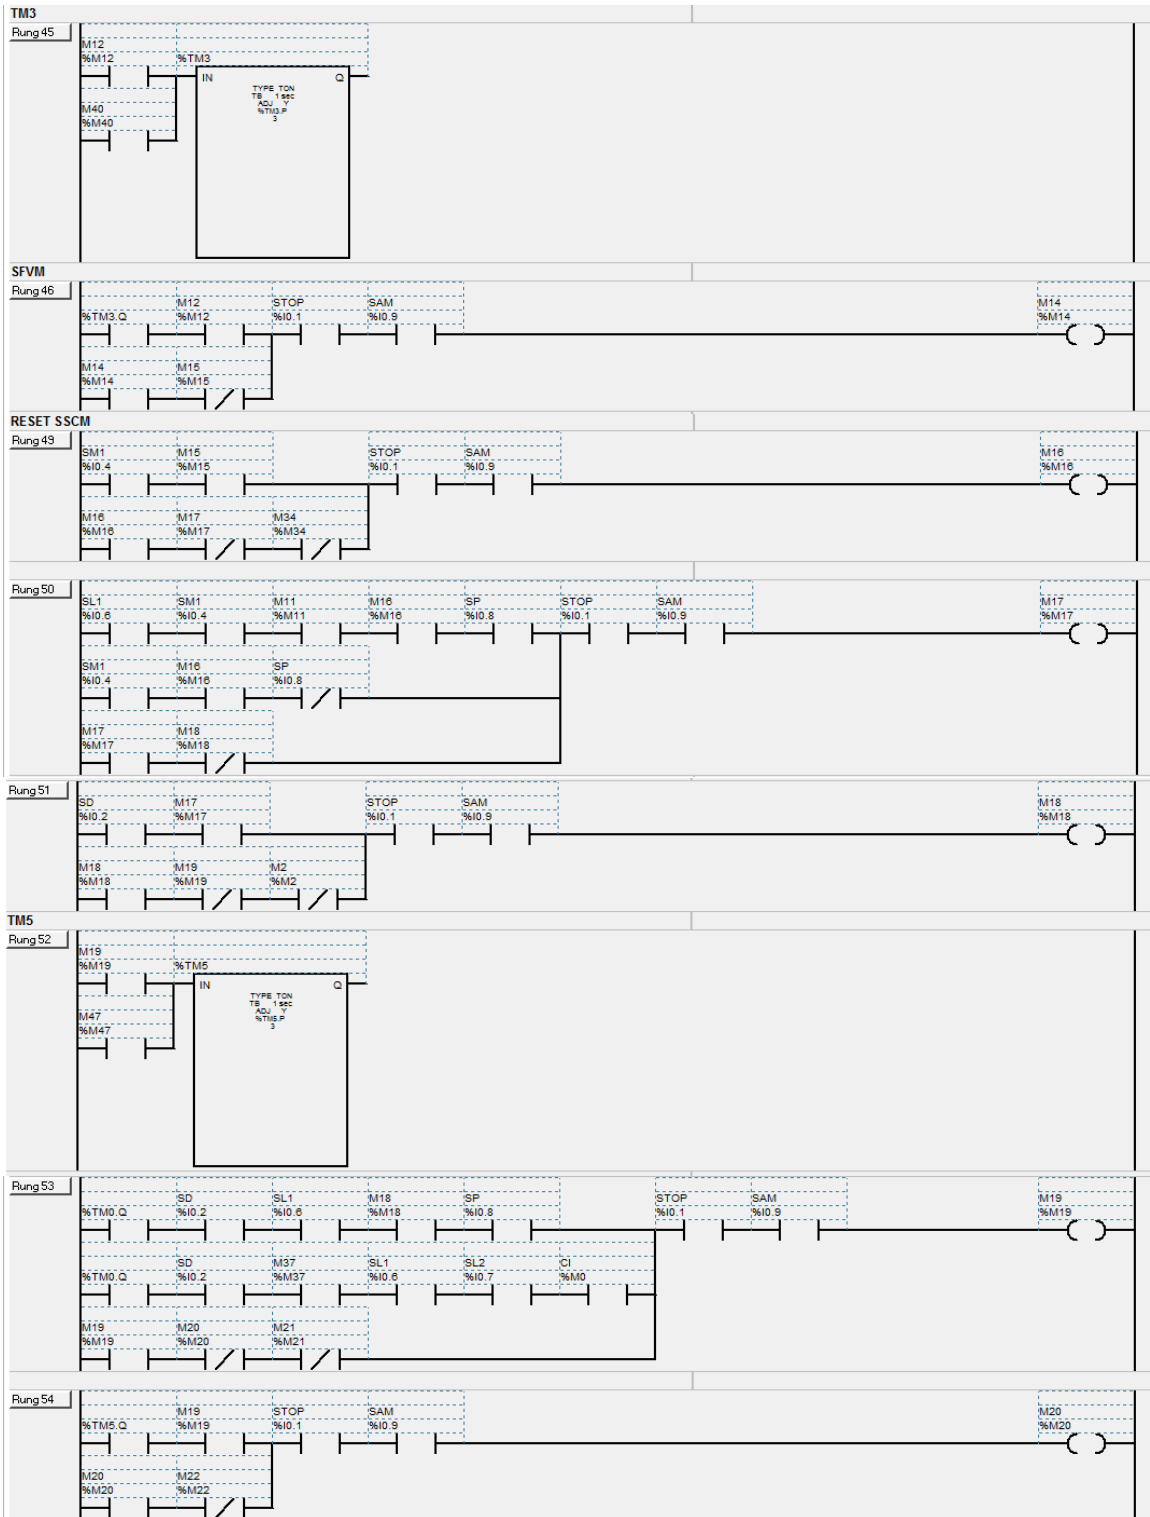 TM3
Rung 45
M12
%M12 %TM3
IN Q
TYPE TON
TB 1 sec
ADJ Y
%TM3.P
3
M40
%M40
SFVM
Rung 46
M12 STOP SAM M14
%TM3.Q %M12 %I0.1 %I0.9 %M14
M14 M15
%M14 %M15
RESET SSCM
Rung 49
SM1 M15 STOP SAM M16
%I0.4 %M15 %I0.1 %I0.9 %M16
M16 M17 M34
%M16 %M17 %M34
Rung 50
SL1 SM1 M11 M16 SP STOP SAM M17
%I0.6 %I0.4 %M11 %M16 %I0.8 %I0.1 %I0.9 %M17
SM1 M16 SP
%I0.4 %M16 %I0.8
M17 M18
%M17 %M18
Rung 51
SD M17 STOP SAM M18
%I0.2 %M17 %I0.1 %I0.9 %M18
M18 M19 M2
%M18 %M19 %M2
TM5
Rung 52
M19
%M19 %TM5
IN Q
TYPE TON
TB 1 sec
ADJ Y
%TM5.P
3
M47
%M47
Rung 53
SD SL1 M18 SP STOP SAM M19
%TM0.Q %I0.2 %I0.6 %M18 %I0.8 %I0.1 %I0.9 %M19
SD M37 SL1 SL2 CI
%TM0.Q %I0.2 %M37 %I0.6 %I0.7 %M0
M19 M20 M21
%M19 %M20 %M21
Rung 54
M19 STOP SAM M20
%TM5.Q %M19 %I0.1 %I0.9 %M20
M20 M22
%M20 %M22